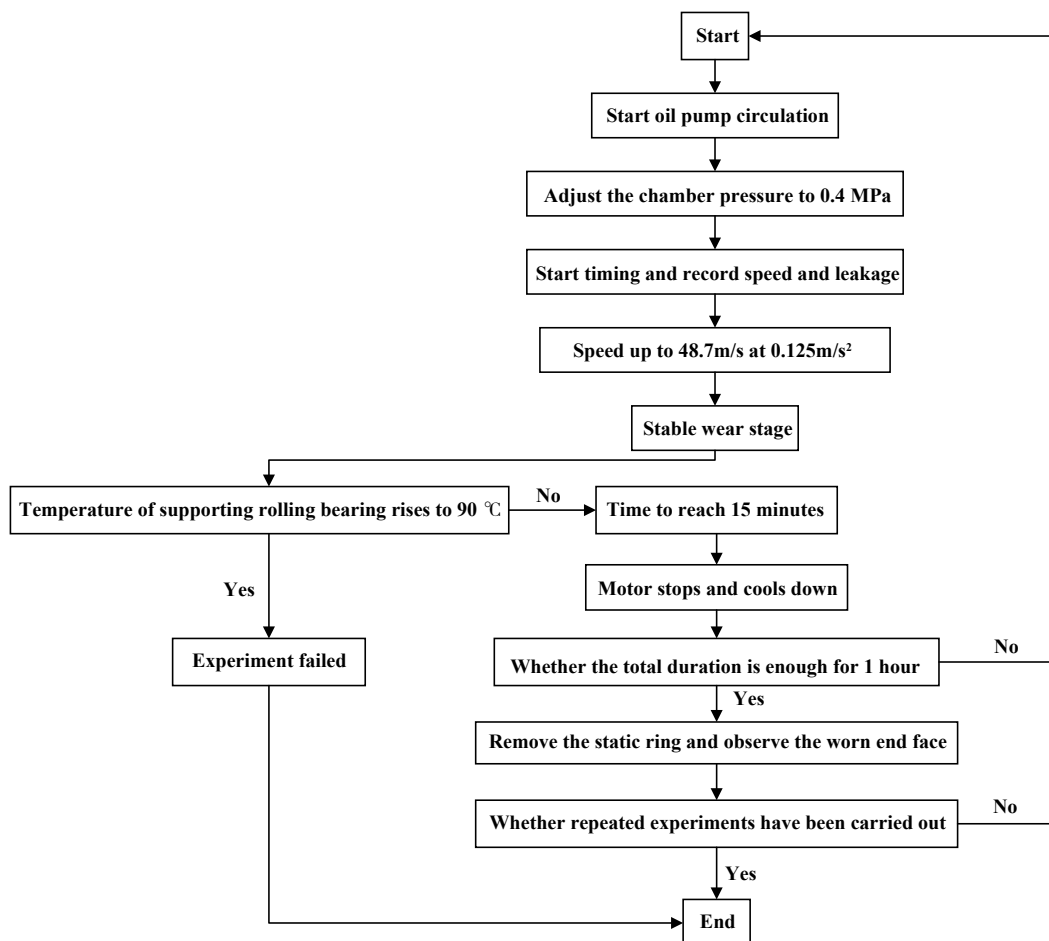 Start
Start oil pump circulation
Adjust the chamber pressure to 0.4 MPa
Start timing and record speed and leakage
Speed up to 48.7m/s at 0.125m/s²
Stable wear stage
Temperature of supporting rolling bearing rises to 90 ℃
No
Time to reach 15 minutes
Yes
Motor stops and cools down
Experiment failed
Whether the total duration is enough for 1 hour
No
Yes
Remove the static ring and observe the worn end face
Whether repeated experiments have been carried out
No
Yes
End